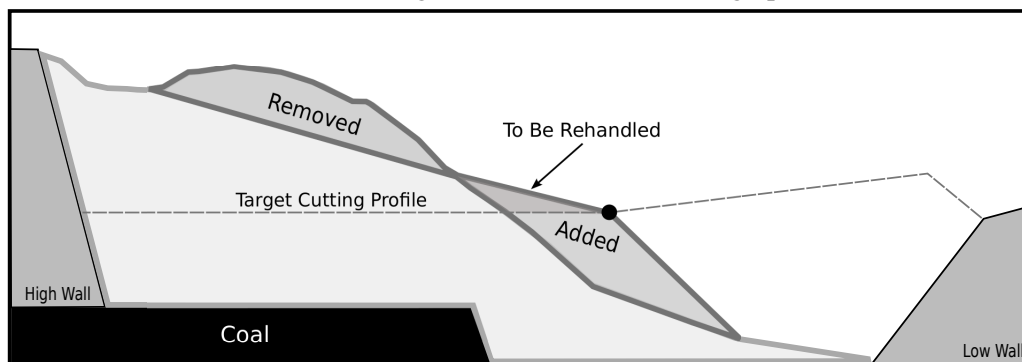 Removed
To Be Rehandled
Target Cutting Profile
Added
High Wall
Coal
Low Wall